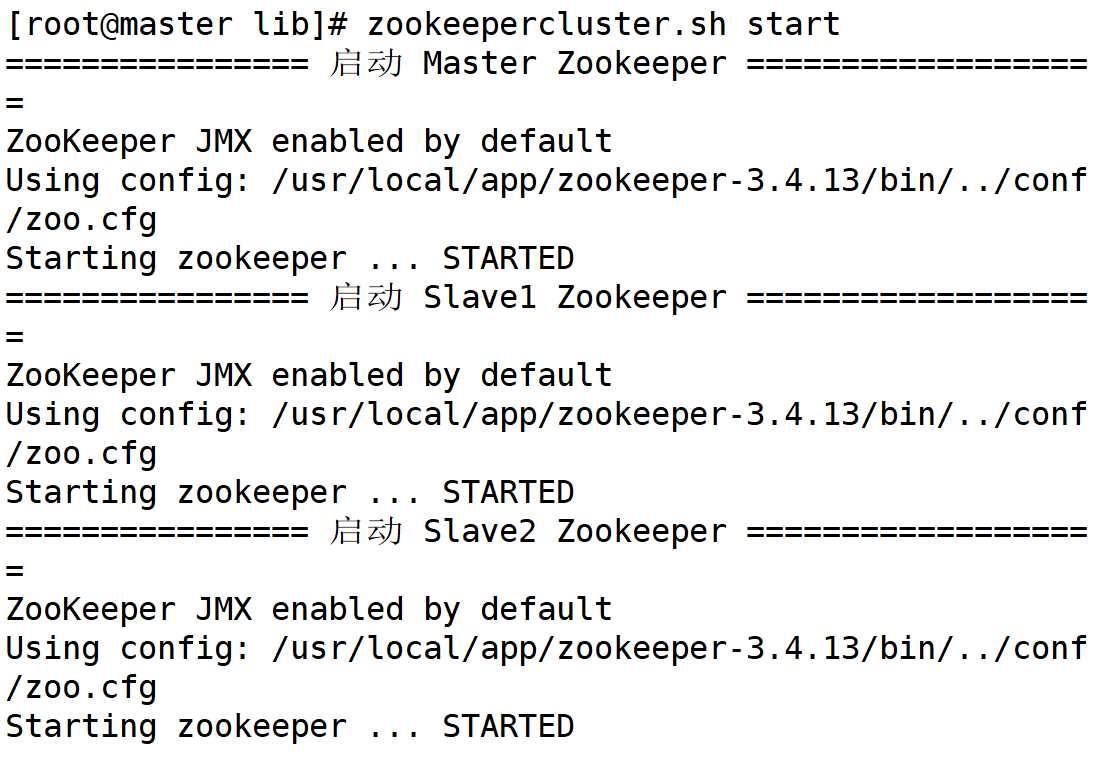 [root@master lib]# zookeepercluster.sh start
================ 启动 Master Zookeeper ==================
=
ZooKeeper JMX enabled by default
Using config: /usr/local/app/zookeeper-3.4.13/bin/../conf
/zoo.cfg
Starting zookeeper ... STARTED
================ 启动 Slave1 Zookeeper ==================
=
ZooKeeper JMX enabled by default
Using config: /usr/local/app/zookeeper-3.4.13/bin/../conf
/zoo.cfg
Starting zookeeper ... STARTED
================ 启动 Slave2 Zookeeper ==================
=
ZooKeeper JMX enabled by default
Using config: /usr/local/app/zookeeper-3.4.13/bin/../conf
/zoo.cfg
Starting zookeeper ... STARTED